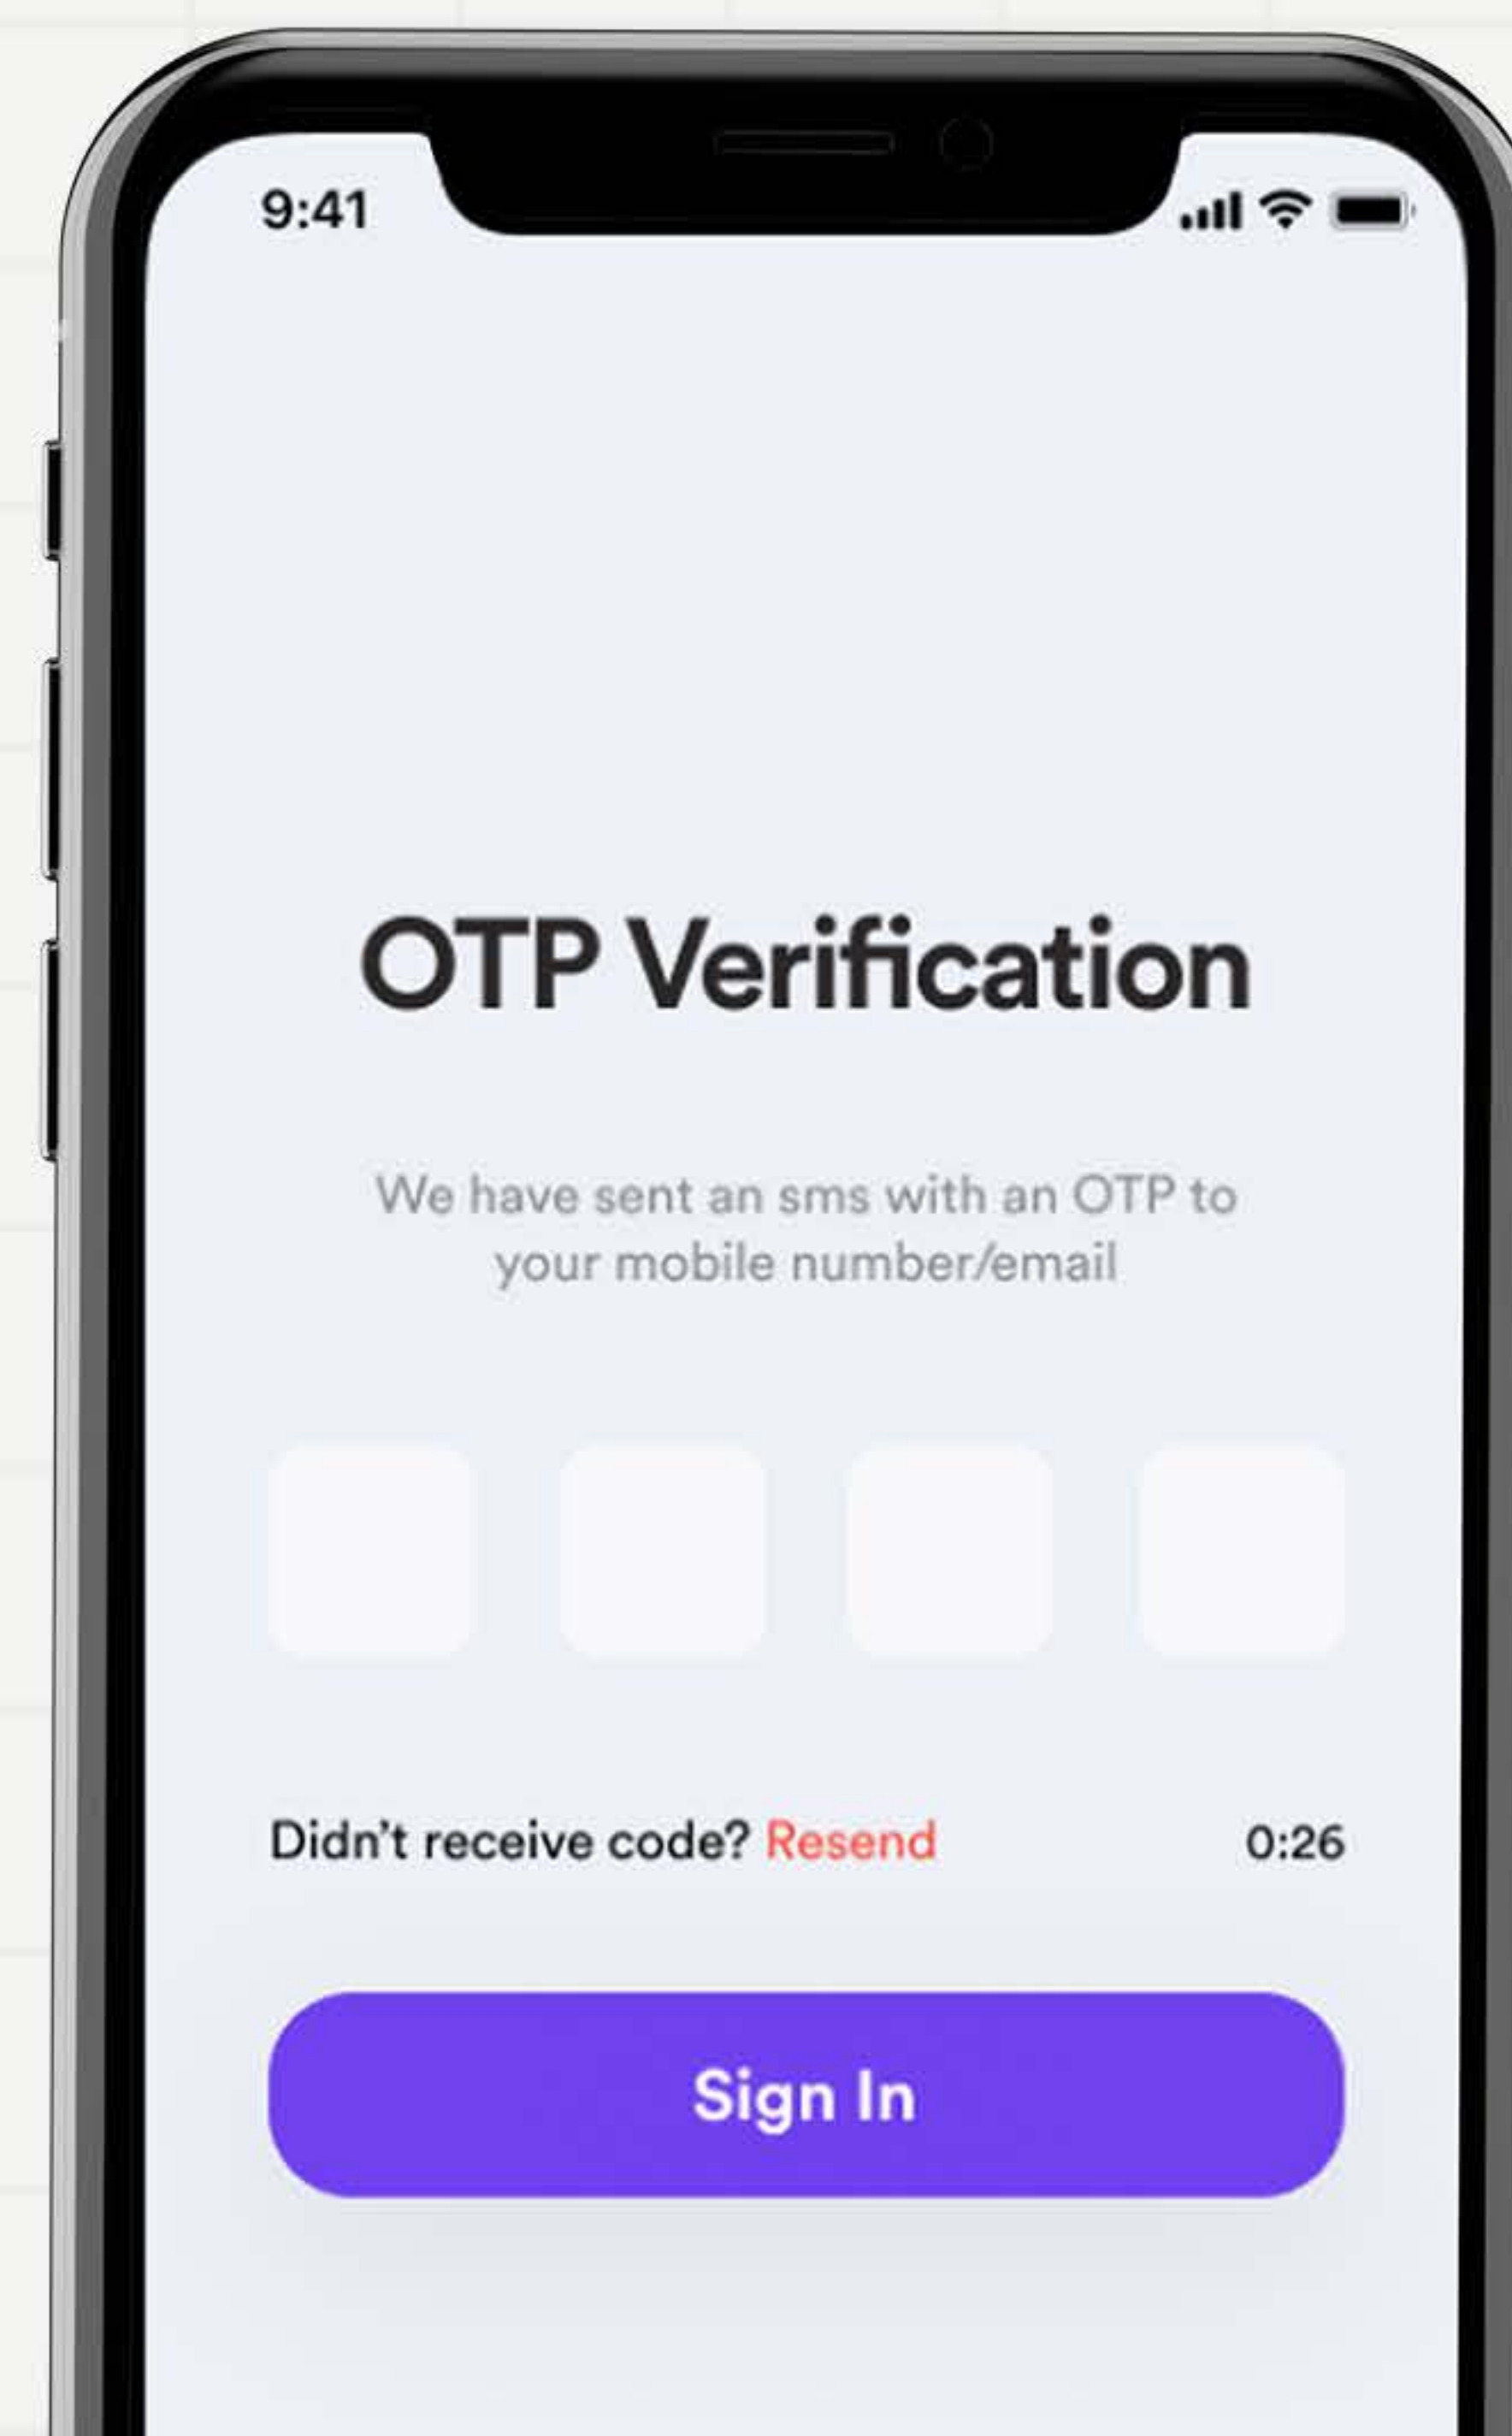 9:41
OTP Verification
We have sent an sms with an OTP to
your mobile number/email
Didn't receive code? Resend 0:26
Sign In